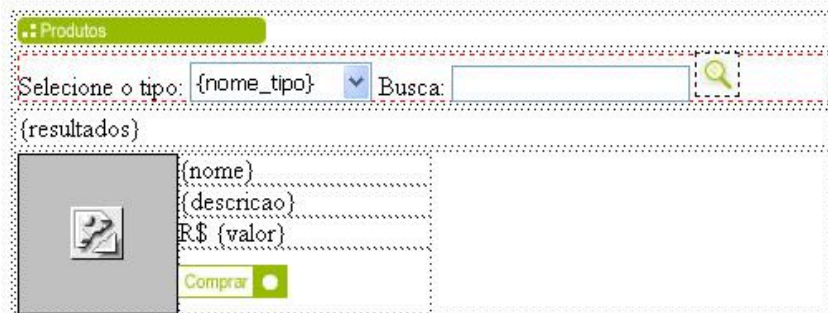 Produtos
Selecione o tipo: {nome_tipo} Busca:
{resultados}
{nome}
{descricao}
R$ {valor}
Comprar